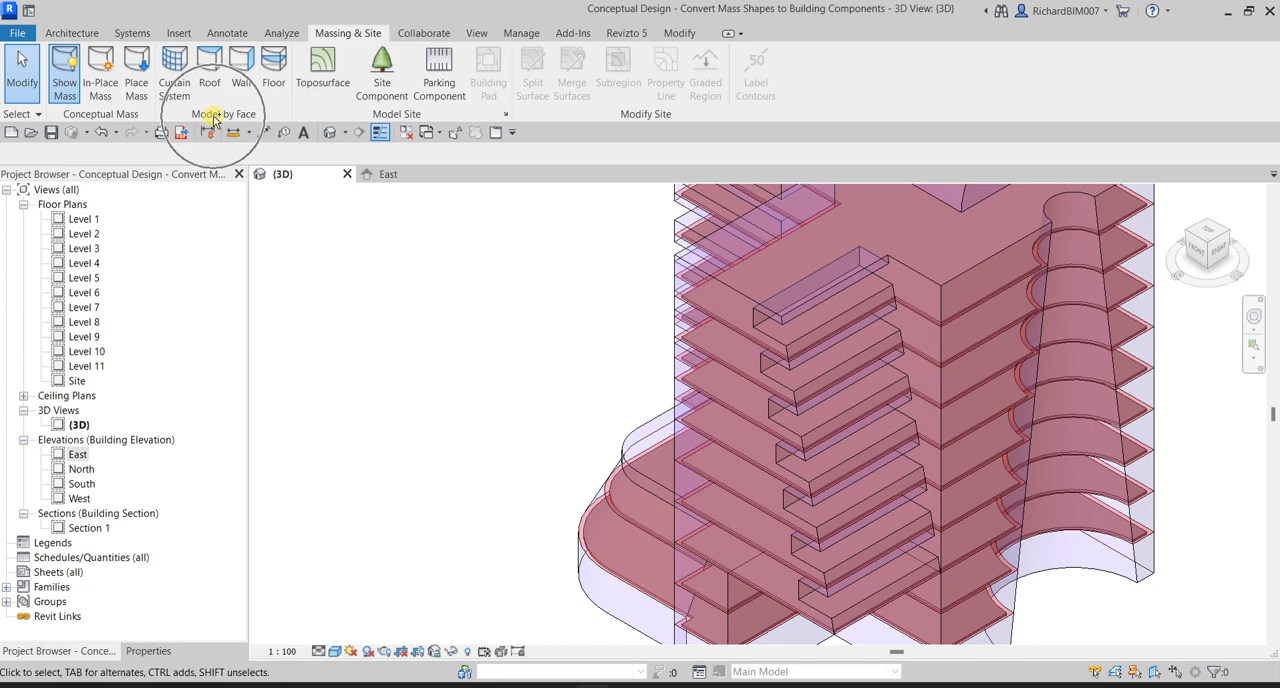 Conceptual Design - Convert Mass Shapes to Building Components - 3D View: {3D}
RichardBIM007
File Architecture Systems Insert Annotate Analyze Massing & Site Collaborate View Manage Add-Ins Revizto 5 Modify
Modify Show Mass In-Place Mass Place Mass Curtain System Roof Wall Floor Toposurface Site Component Parking Component Building Pad Split Surface Merge Surfaces Subregion Property Line Graded Region Label Contours
Select Conceptual Mass Model by Face Model Site Modify Site
Project Browser - Conceptual Design - Convert M...
{3D} East
Views (all)
Floor Plans
Level 1
Level 2
Level 3
Level 4
Level 5
Level 6
Level 7
Level 8
Level 9
Level 10
Level 11
Site
Ceiling Plans
3D Views
{3D}
Elevations (Building Elevation)
East
North
South
West
Sections (Building Section)
Section 1
Legends
Schedules/Quantities (all)
Sheets (all)
Families
Groups
Revit Links
TOP
FRONT RIGHT
Project Browser - Conce... Properties
1 : 100
Click to select, TAB for alternates, CTRL adds, SHIFT unselects.
:0
Main Model
:0